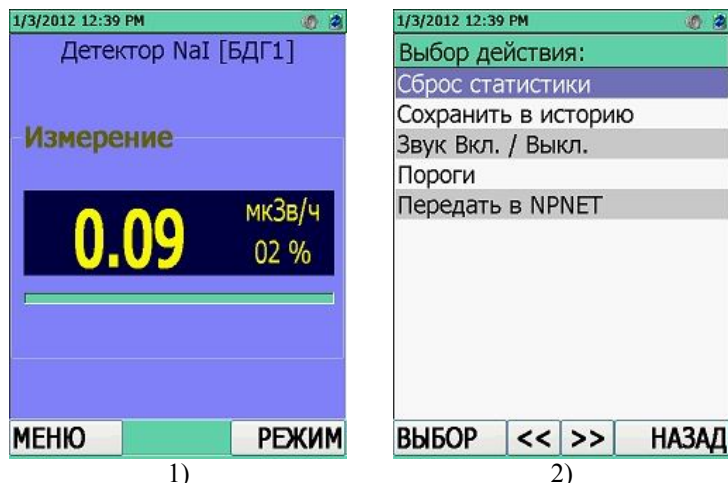 1/3/2012 12:39 PM
Детектор NaI [БДГ1]
Измерение
0.09
мкЗв/ч
02 %
МЕНЮ
РЕЖИМ
1)
1/3/2012 12:39 PM
Выбор действия:
Сброс статистики
Сохранить в историю
Звук Вкл. / Выкл.
Пороги
Передать в NPNET
ВЫБОР << >> НАЗАД
2)